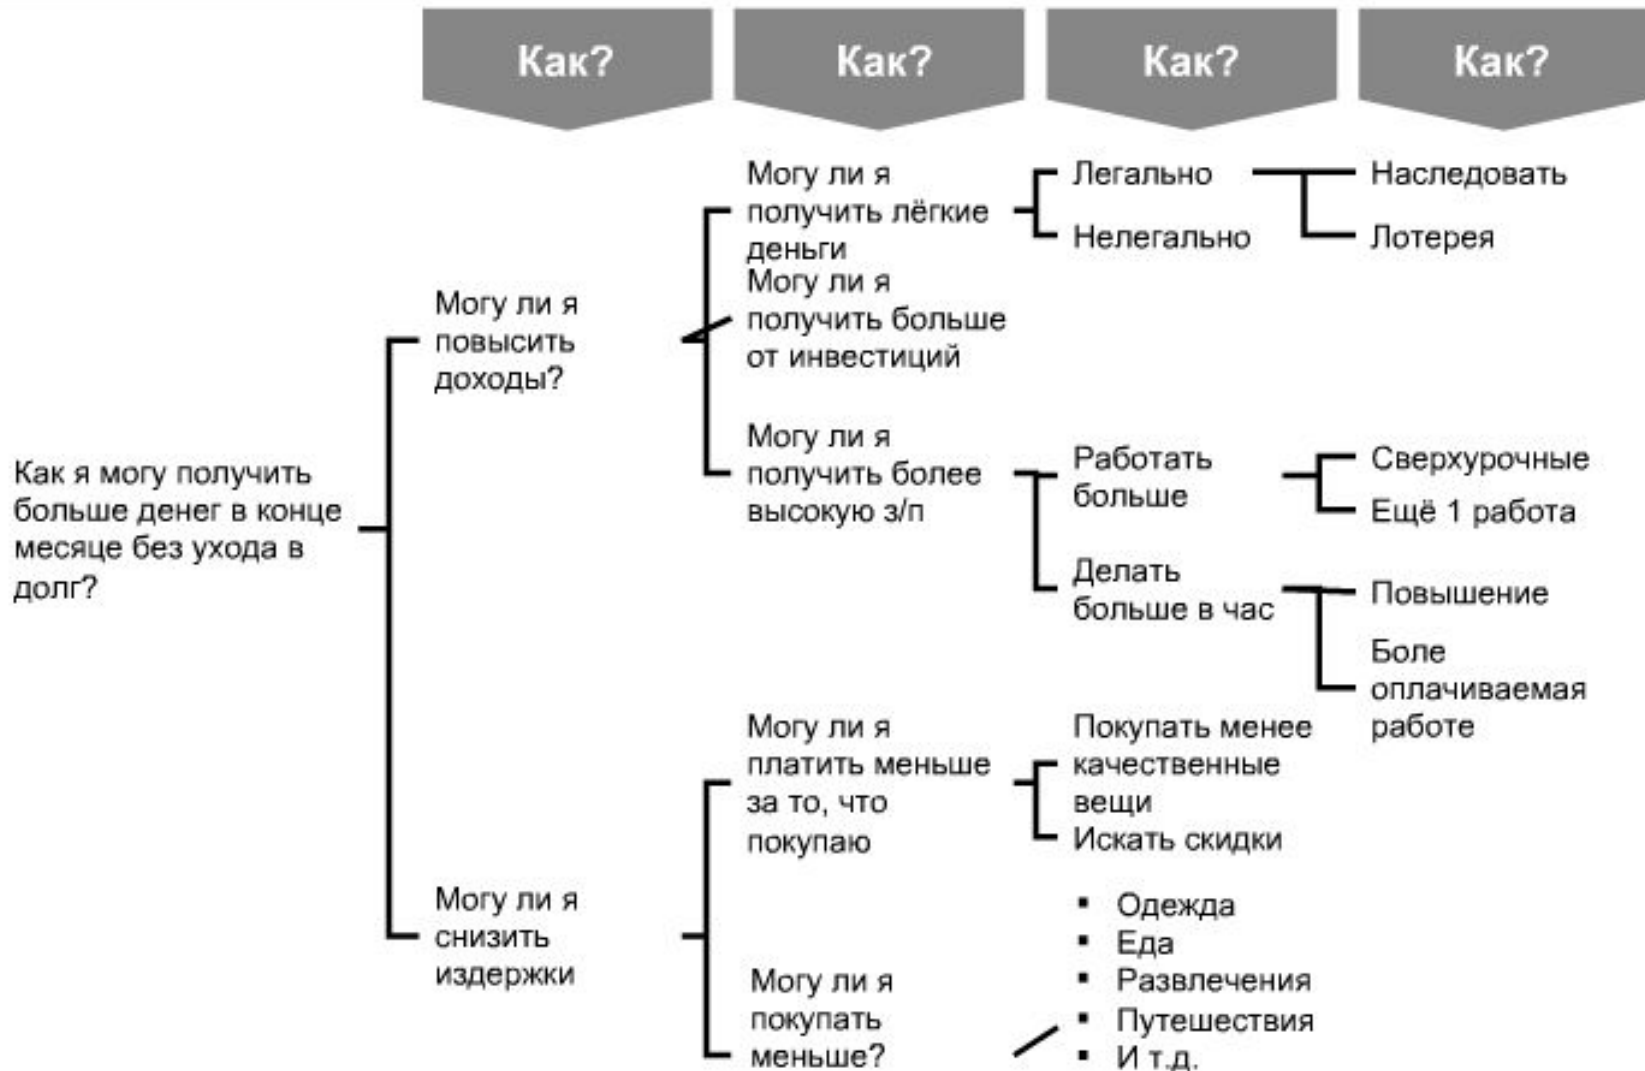 Как?
Как?
Как?
Как?
Как я могу получить
больше денег в конце
месяце без ухода в
долг?
Могу ли я
повысить
доходы?
Могу ли я
получить лёгкие
деньги
Легально
Нелегально
Наследовать
Лотерея
Могу ли я
получить больше
от инвестиций
Могу ли я
получить более
высокую з/п
Работать
больше
Сверхурочные
Ещё 1 работа
Делать
больше в час
Повышение
Боле
оплачиваемая
работе
Могу ли я
снизить
издержки
Могу ли я
платить меньше
за то, что
покупаю
Покупать менее
качественные
вещи
Искать скидки
Могу ли я
покупать
меньше?
▪ Одежда
▪ Еда
▪ Развлечения
▪ Путешествия
▪ И т.д.